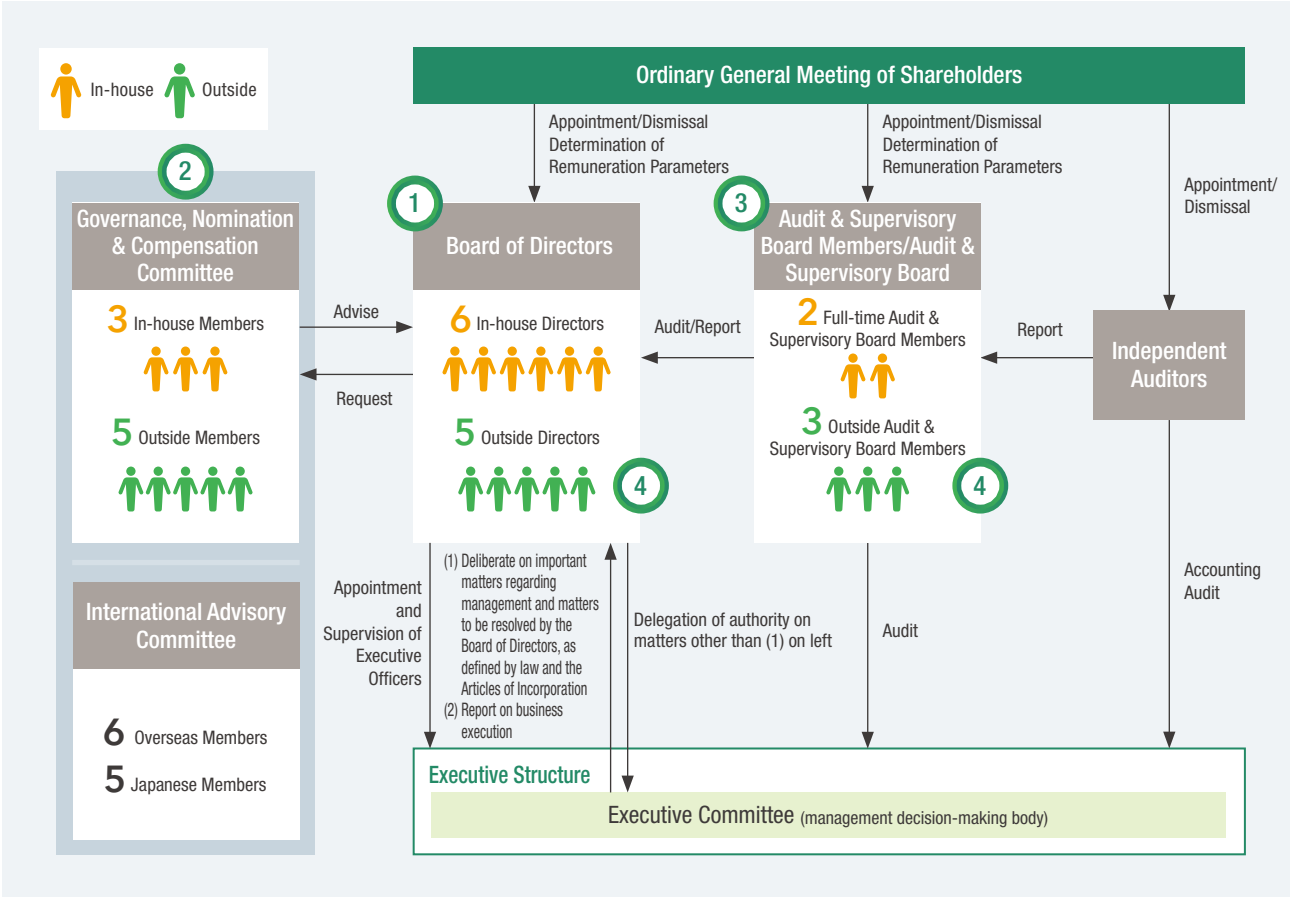 In-house
Outside
Ordinary General Meeting of Shareholders
Appointment/Dismissal
Determination of
Remuneration Parameters
Appointment/Dismissal
Determination of
Remuneration Parameters
Appointment/
Dismissal
2
Governance, Nomination
& Compensation
Committee
3 In-house Members
5 Outside Members
Advise
Request
1
Board of Directors
6 In-house Directors
5 Outside Directors
4
Audit/Report
3
Audit & Supervisory
Board Members/Audit &
Supervisory Board
2 Full-time Audit &
Supervisory Board Members
3 Outside Audit &
Supervisory Board Members
4
Report
Independent
Auditors
International Advisory
Committee
6 Overseas Members
5 Japanese Members
Appointment
and
Supervision of
Executive
Officers
(1) Deliberate on important
matters regarding
management and matters
to be resolved by the
Board of Directors, as
defined by law and the
Articles of Incorporation
(2) Report on business
execution
Delegation of authority on
matters other than (1) on left
Audit
Accounting
Audit
Executive Structure
Executive Committee (management decision-making body)